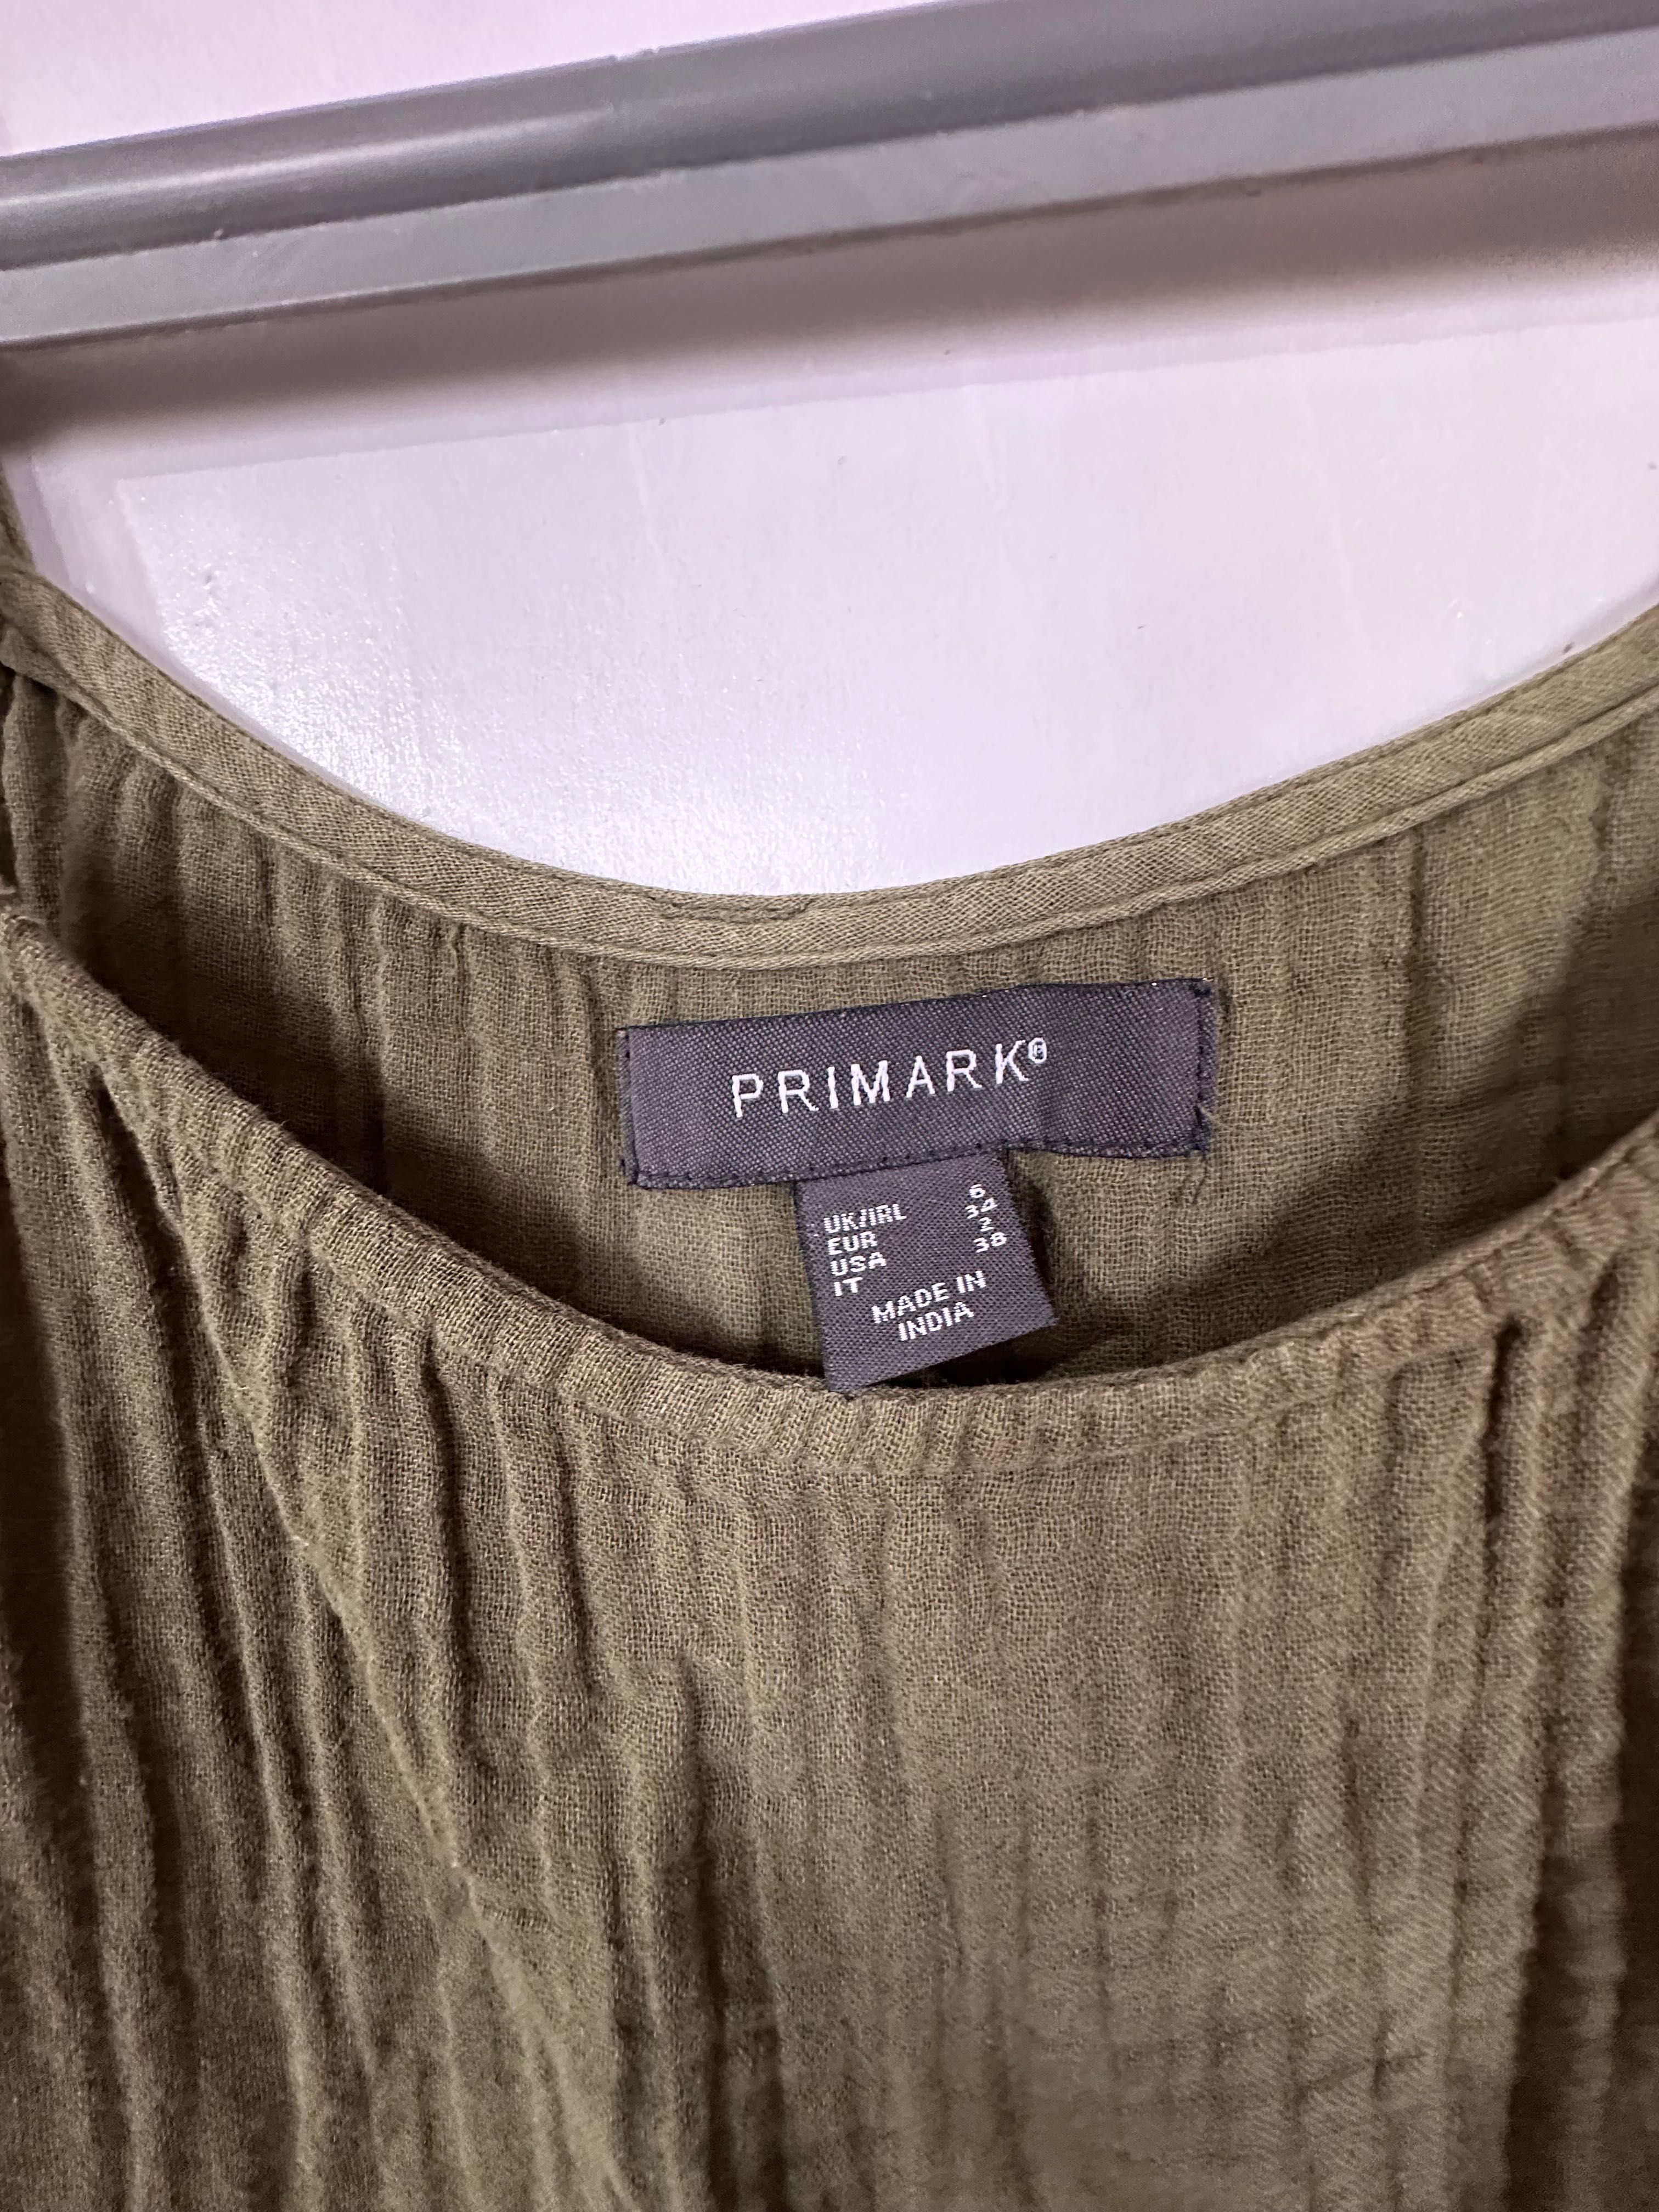 PRIMARK®
UK/IRL 6
EUR 34
USA 2
IT 38
MADE IN
INDIA